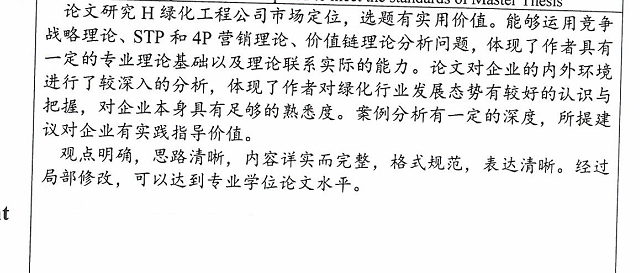 meet the standards of Master Thesis
论文研究 H 绿化工程公司市场定位，选题有实用价值。能够运用竞争
战略理论、STP 和 4P 营销理论、价值链理论分析问题，体现了作者具有
一定的专业理论基础以及理论联系实际的能力。论文对企业的内外环境
进行了较深入的分析，体现了作者对绿化行业发展态势有较好的认识与
把握，对企业本身具有足够的熟悉度。案例分析有一定的深度，所提建
议对企业有实践指导价值。
观点明确，思路清晰，内容详实而完整，格式规范，表达清晰。经过
局部修改，可以达到专业学位论文水平。